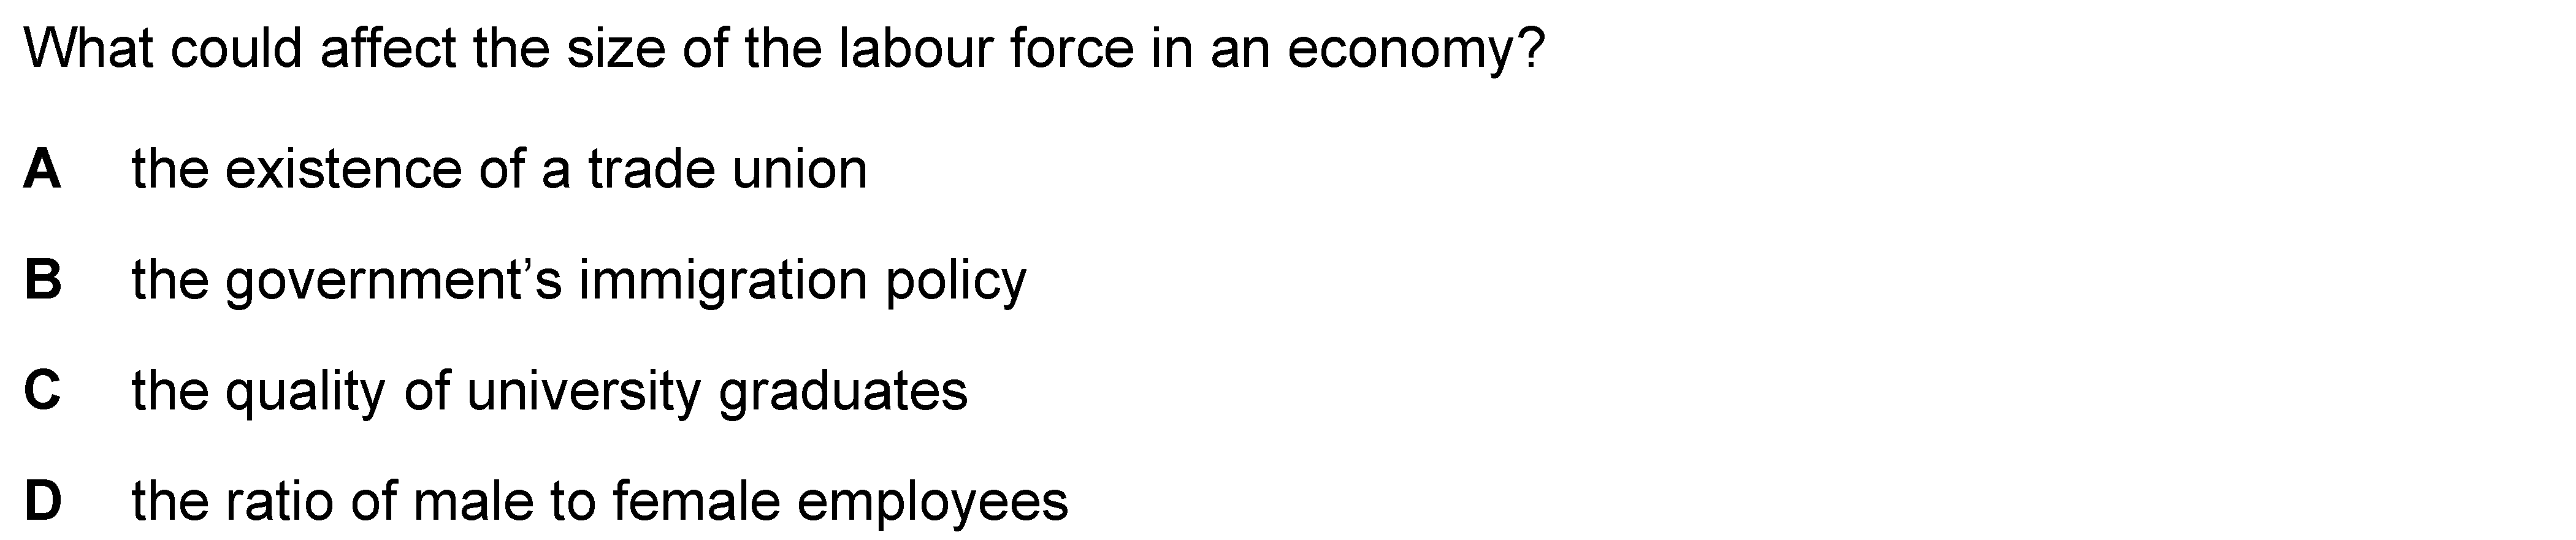 What could affect the size of the labour force in an economy?
A the existence of a trade union
B the government’s immigration policy
C the quality of university graduates
D the ratio of male to female employees